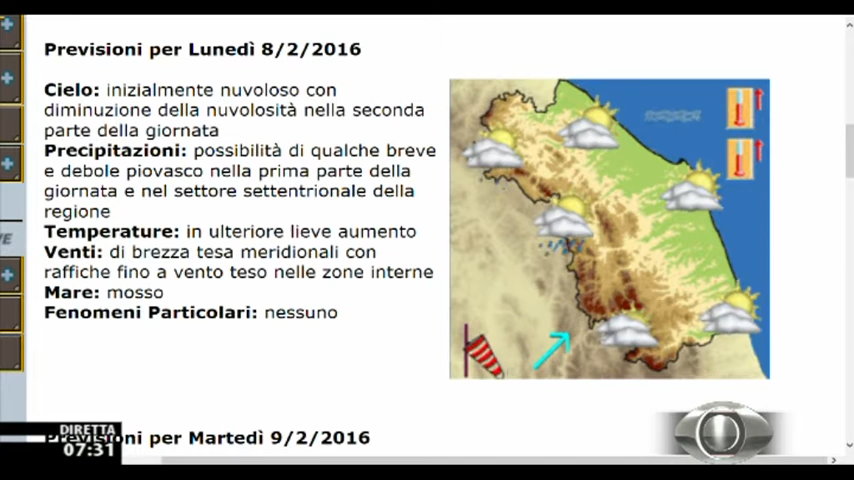 Previsioni per Lunedì 8/2/2016
Cielo: inizialmente nuvoloso con
diminuzione della nuvolosità nella seconda
parte della giornata
Precipitazioni: possibilità di qualche breve
e debole piovasco nella prima parte della
giornata e nel settore settentrionale della
regione
Temperature: in ulteriore lieve aumento
Venti: di brezza tesa meridionali con
raffiche fino a vento teso nelle zone interne
Mare: mosso
Fenomeni Particolari: nessuno
Previsioni per Martedì 9/2/2016
DIRETTA
07:31